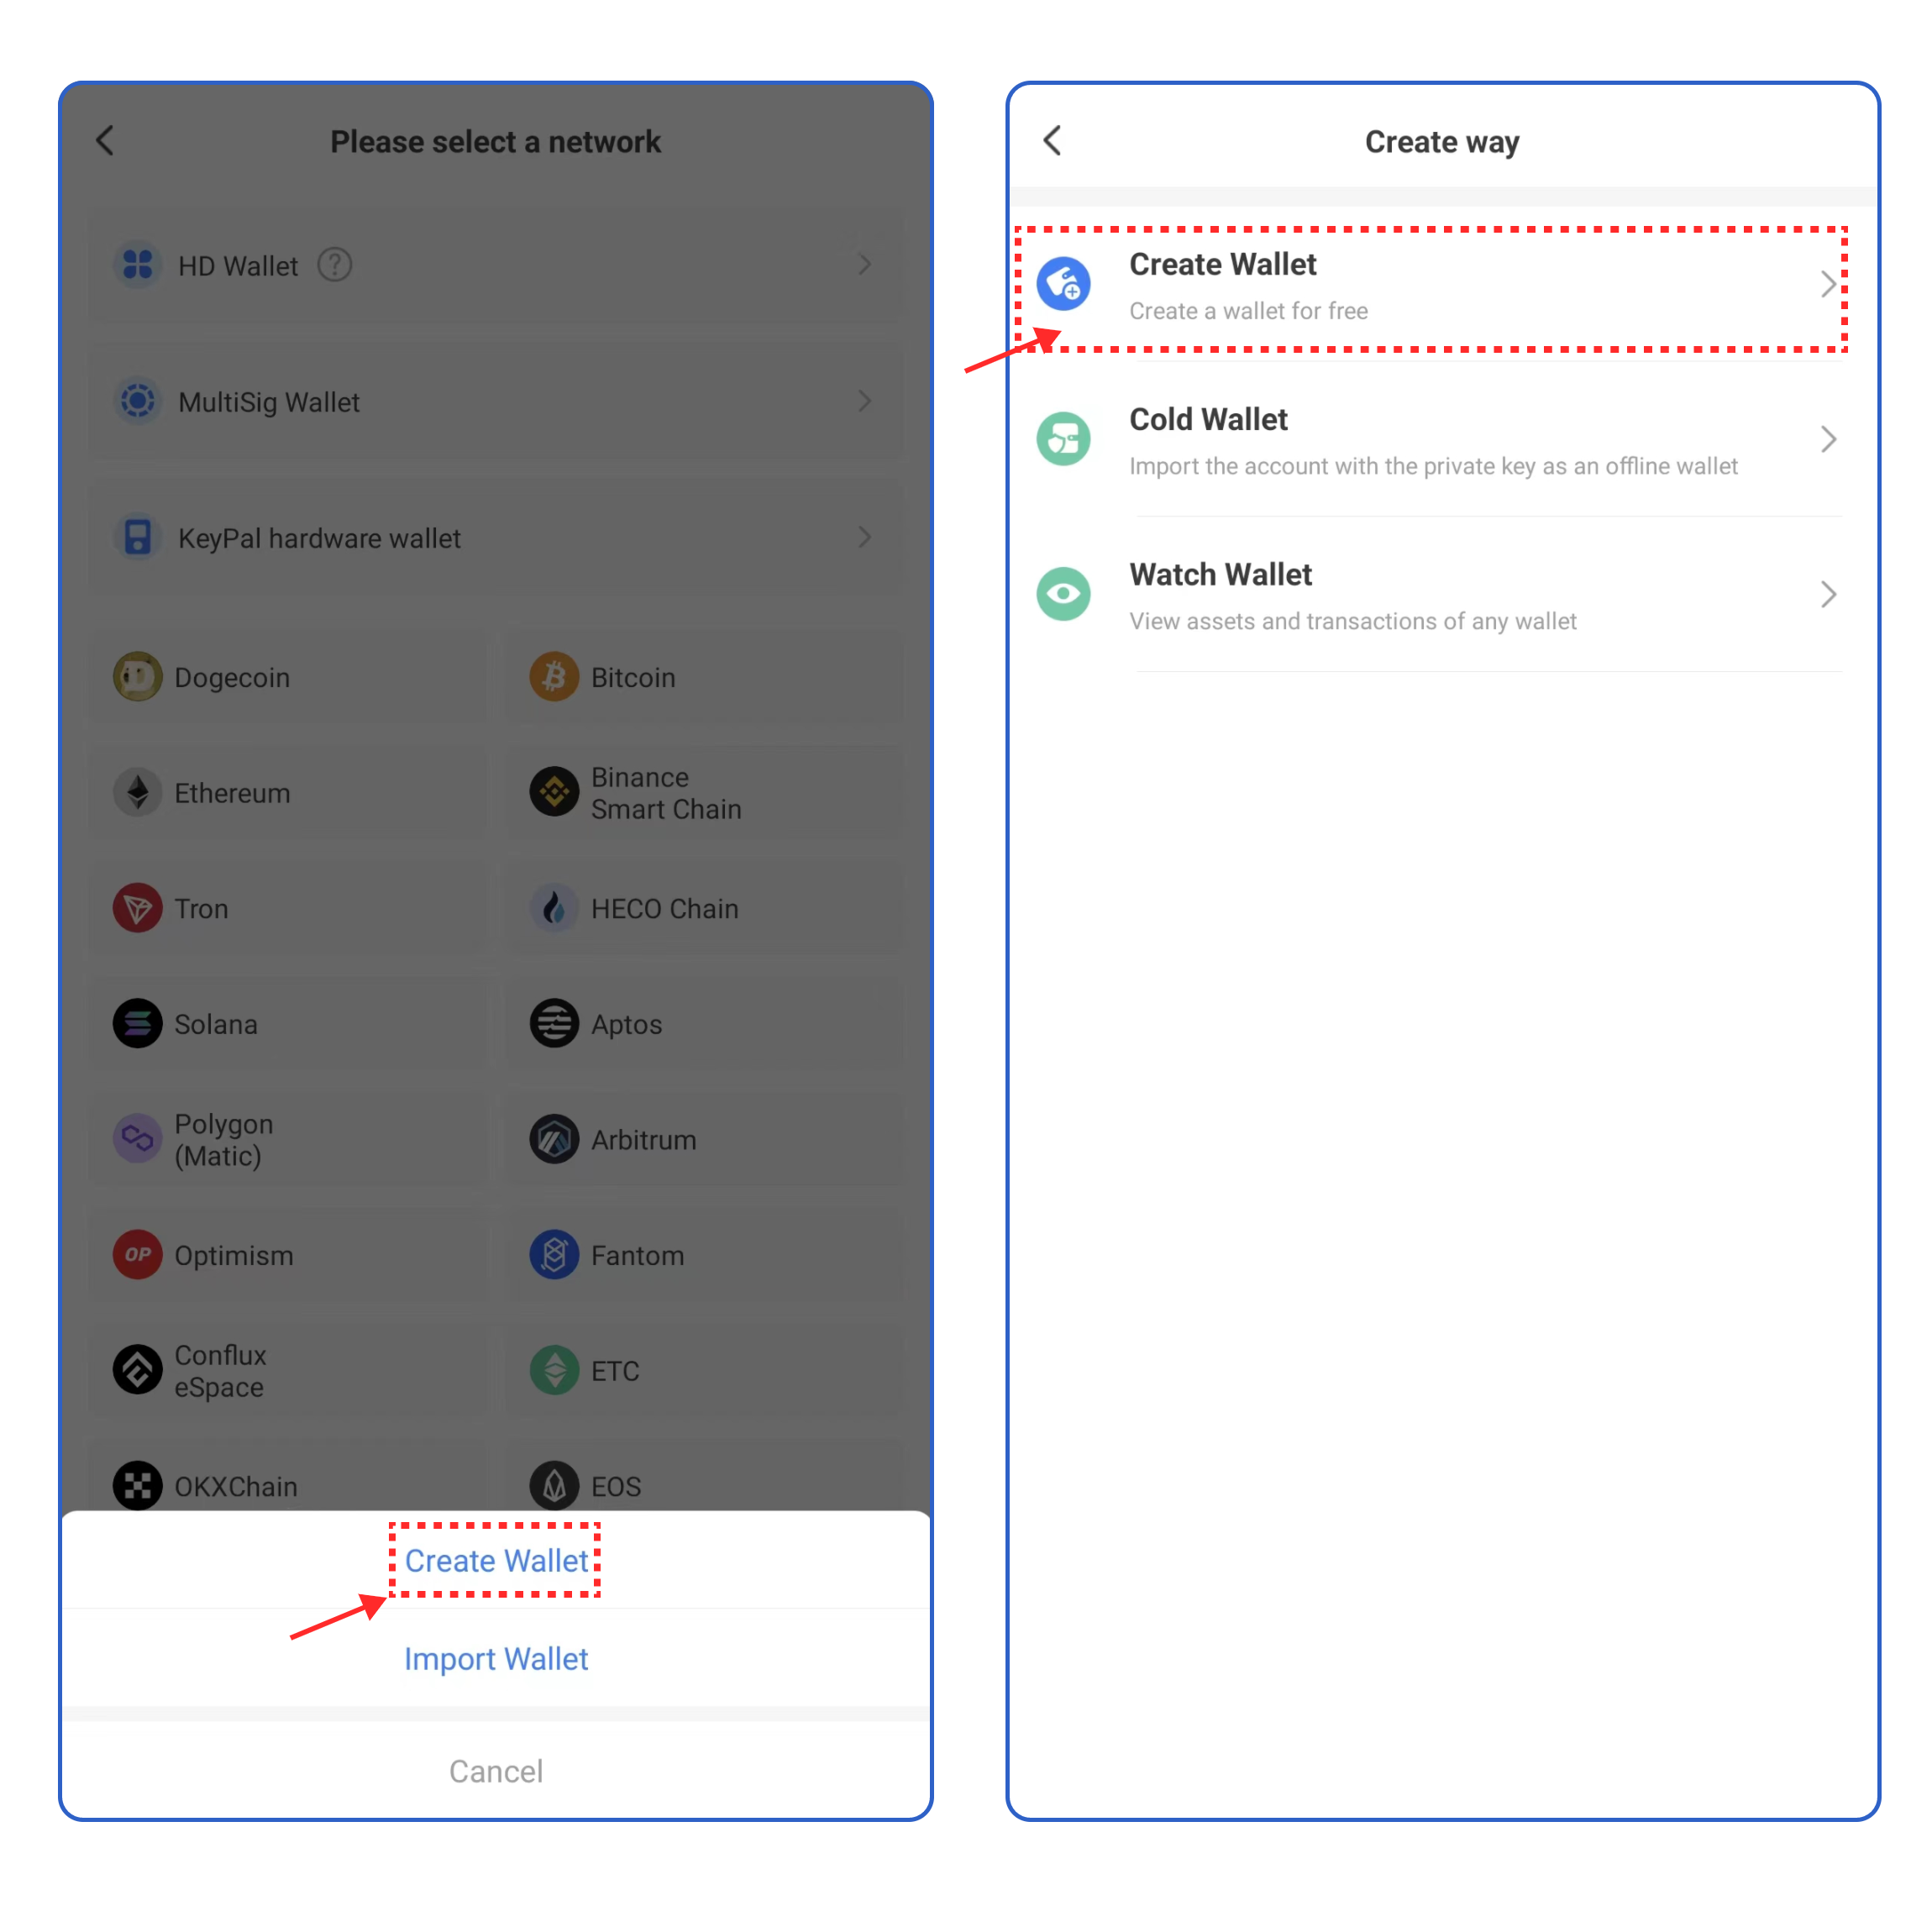 Please select a network
HD Wallet ?
MultiSig Wallet
KeyPal hardware wallet
Dogecoin
Bitcoin
Ethereum
Binance
Smart Chain
Tron
HECO Chain
Solana
Aptos
Polygon
(Matic)
Arbitrum
OP Optimism
Fantom
Conflux
eSpace
ETC
OKXChain
EOS
Create Wallet
Import Wallet
Cancel
Create way
Create Wallet
Create a wallet for free
Cold Wallet
Import the account with the private key as an offline wallet
Watch Wallet
View assets and transactions of any wallet